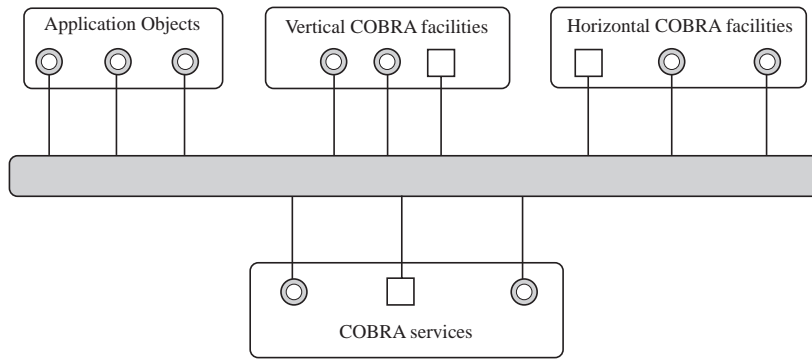 Application Objects
Vertical COBRA facilities
Horizontal COBRA facilities
COBRA services